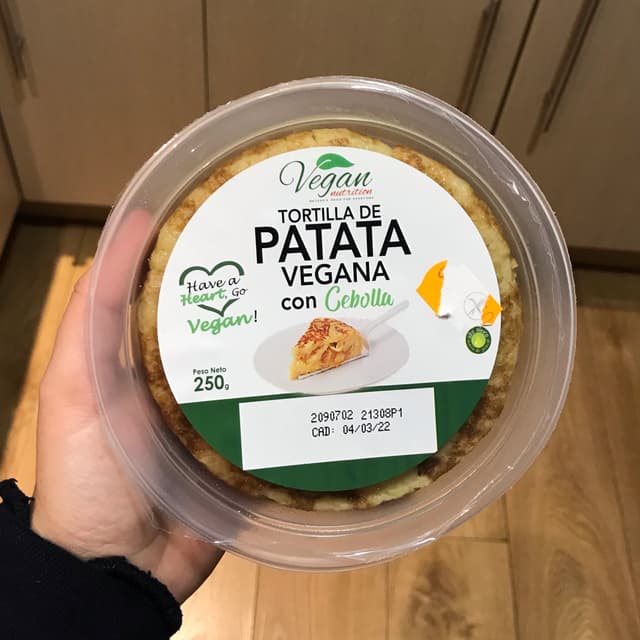 Vegan
nutrition
TORTILLA DE
PATATA
VEGANA
con Cebolla
Have a
Heart, Go
Vegan!
Peso Neto
250g
2090702 21308P1
CAD: 04/03/22